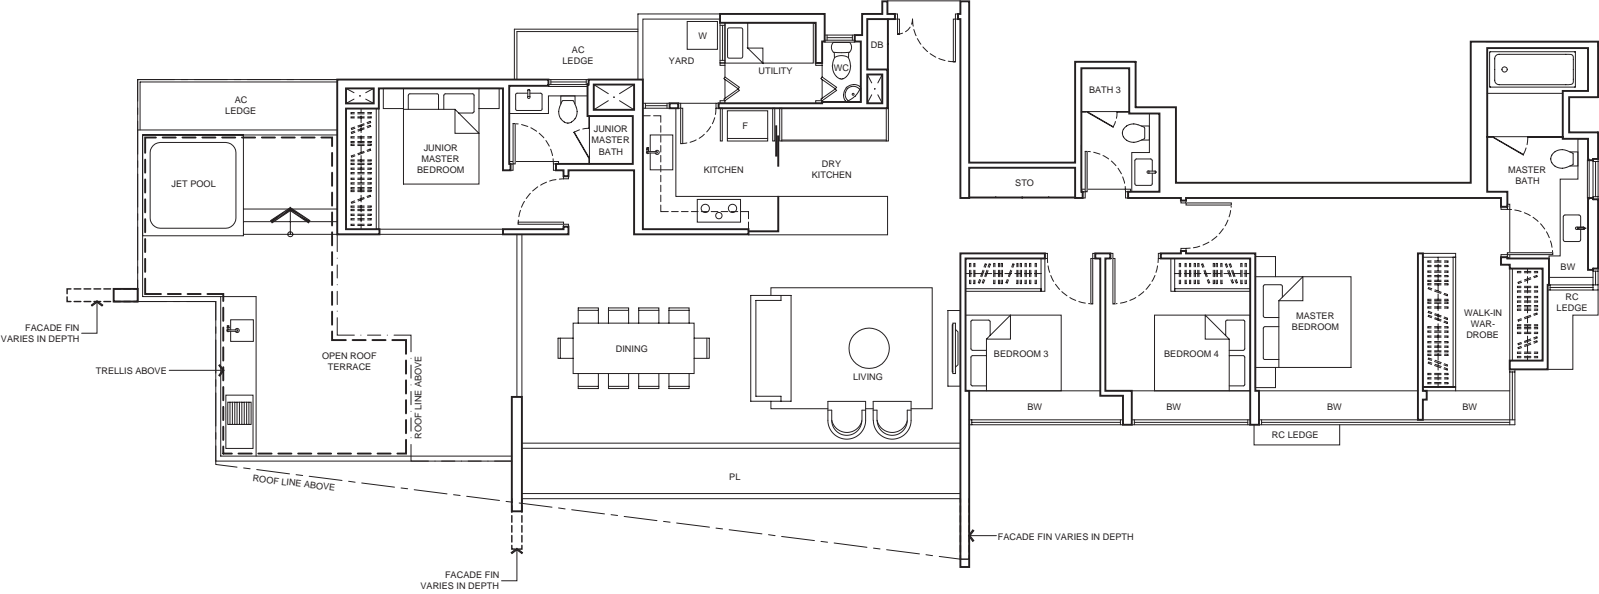 AC
LEDGE
AC
LEDGE
W
YARD
UTILITY
WC
DB
BATH 3
JET POOL
JUNIOR
MASTER
BEDROOM
JUNIOR
MASTER
BATH
F
KITCHEN
DRY
KITCHEN
STO
MASTER
BATH
BW
RC
LEDGE
FACADE FIN
VARIES IN DEPTH
TRELLIS ABOVE
OPEN ROOF
TERRACE
ROOF LINE ABOVE
DINING
LIVING
BEDROOM 3
BEDROOM 4
MASTER
BEDROOM
WALK-IN
WAR-
DROBE
BW
BW
BW
BW
RC LEDGE
ROOF LINE ABOVE
PL
FACADE FIN VARIES IN DEPTH
FACADE FIN
VARIES IN DEPTH